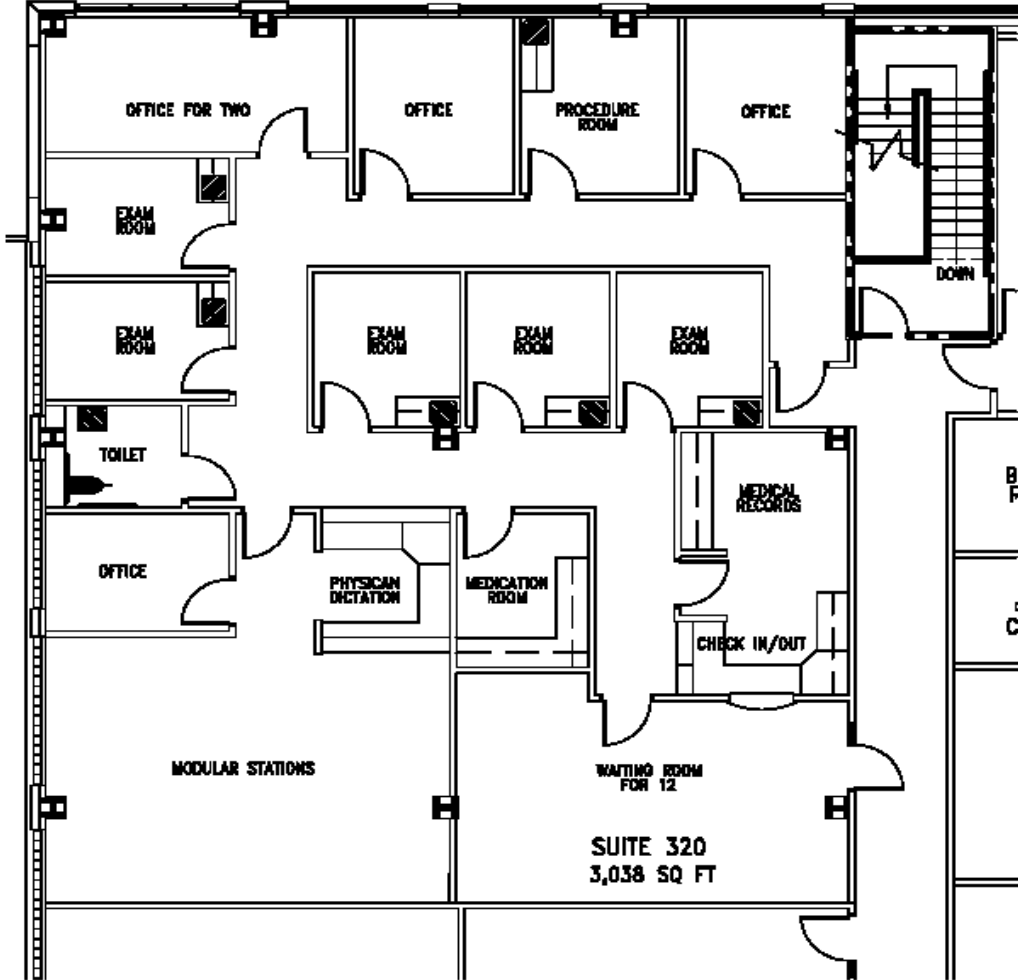 OFFICE FOR TWO
OFFICE
PROCEDURE
ROOM
OFFICE
EXAM
ROOM
DOWN
EXAM
ROOM
EXAM
ROOM
EXAM
ROOM
EXAM
ROOM
TOILET
MEDICAL
RECORDS
OFFICE
PHYSICAN
DICTATION
MEDICATION
ROOM
CHECK IN/OUT
MODULAR STATIONS
WAITING ROOM
FOR 12
SUITE 320
3,038 SQ FT